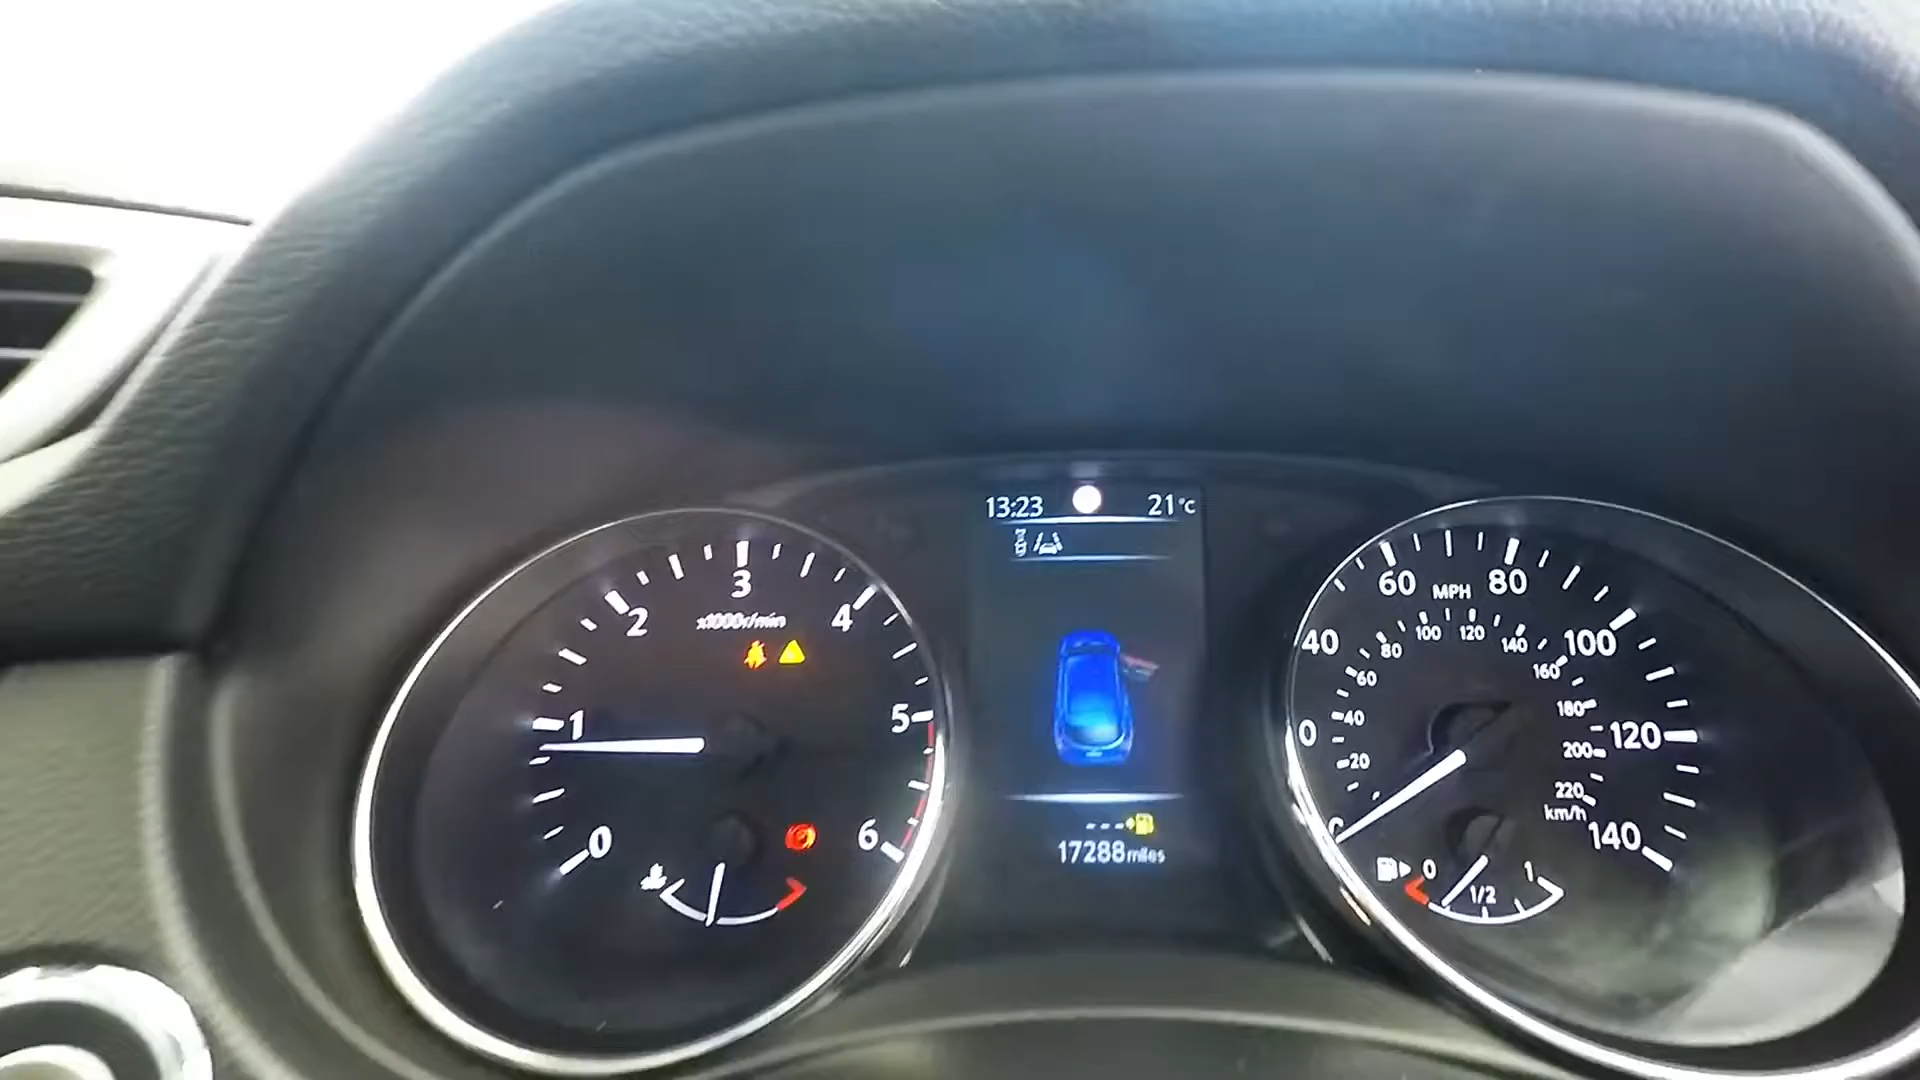 13:23 21°C
3
2
4
x1000r/min
1
5
0
6
60 MPH 80
40 100
80 100 120 140
60 160
40 180
0 120
20 200
220
km/h
140
0 1/2 1
---
17288 miles